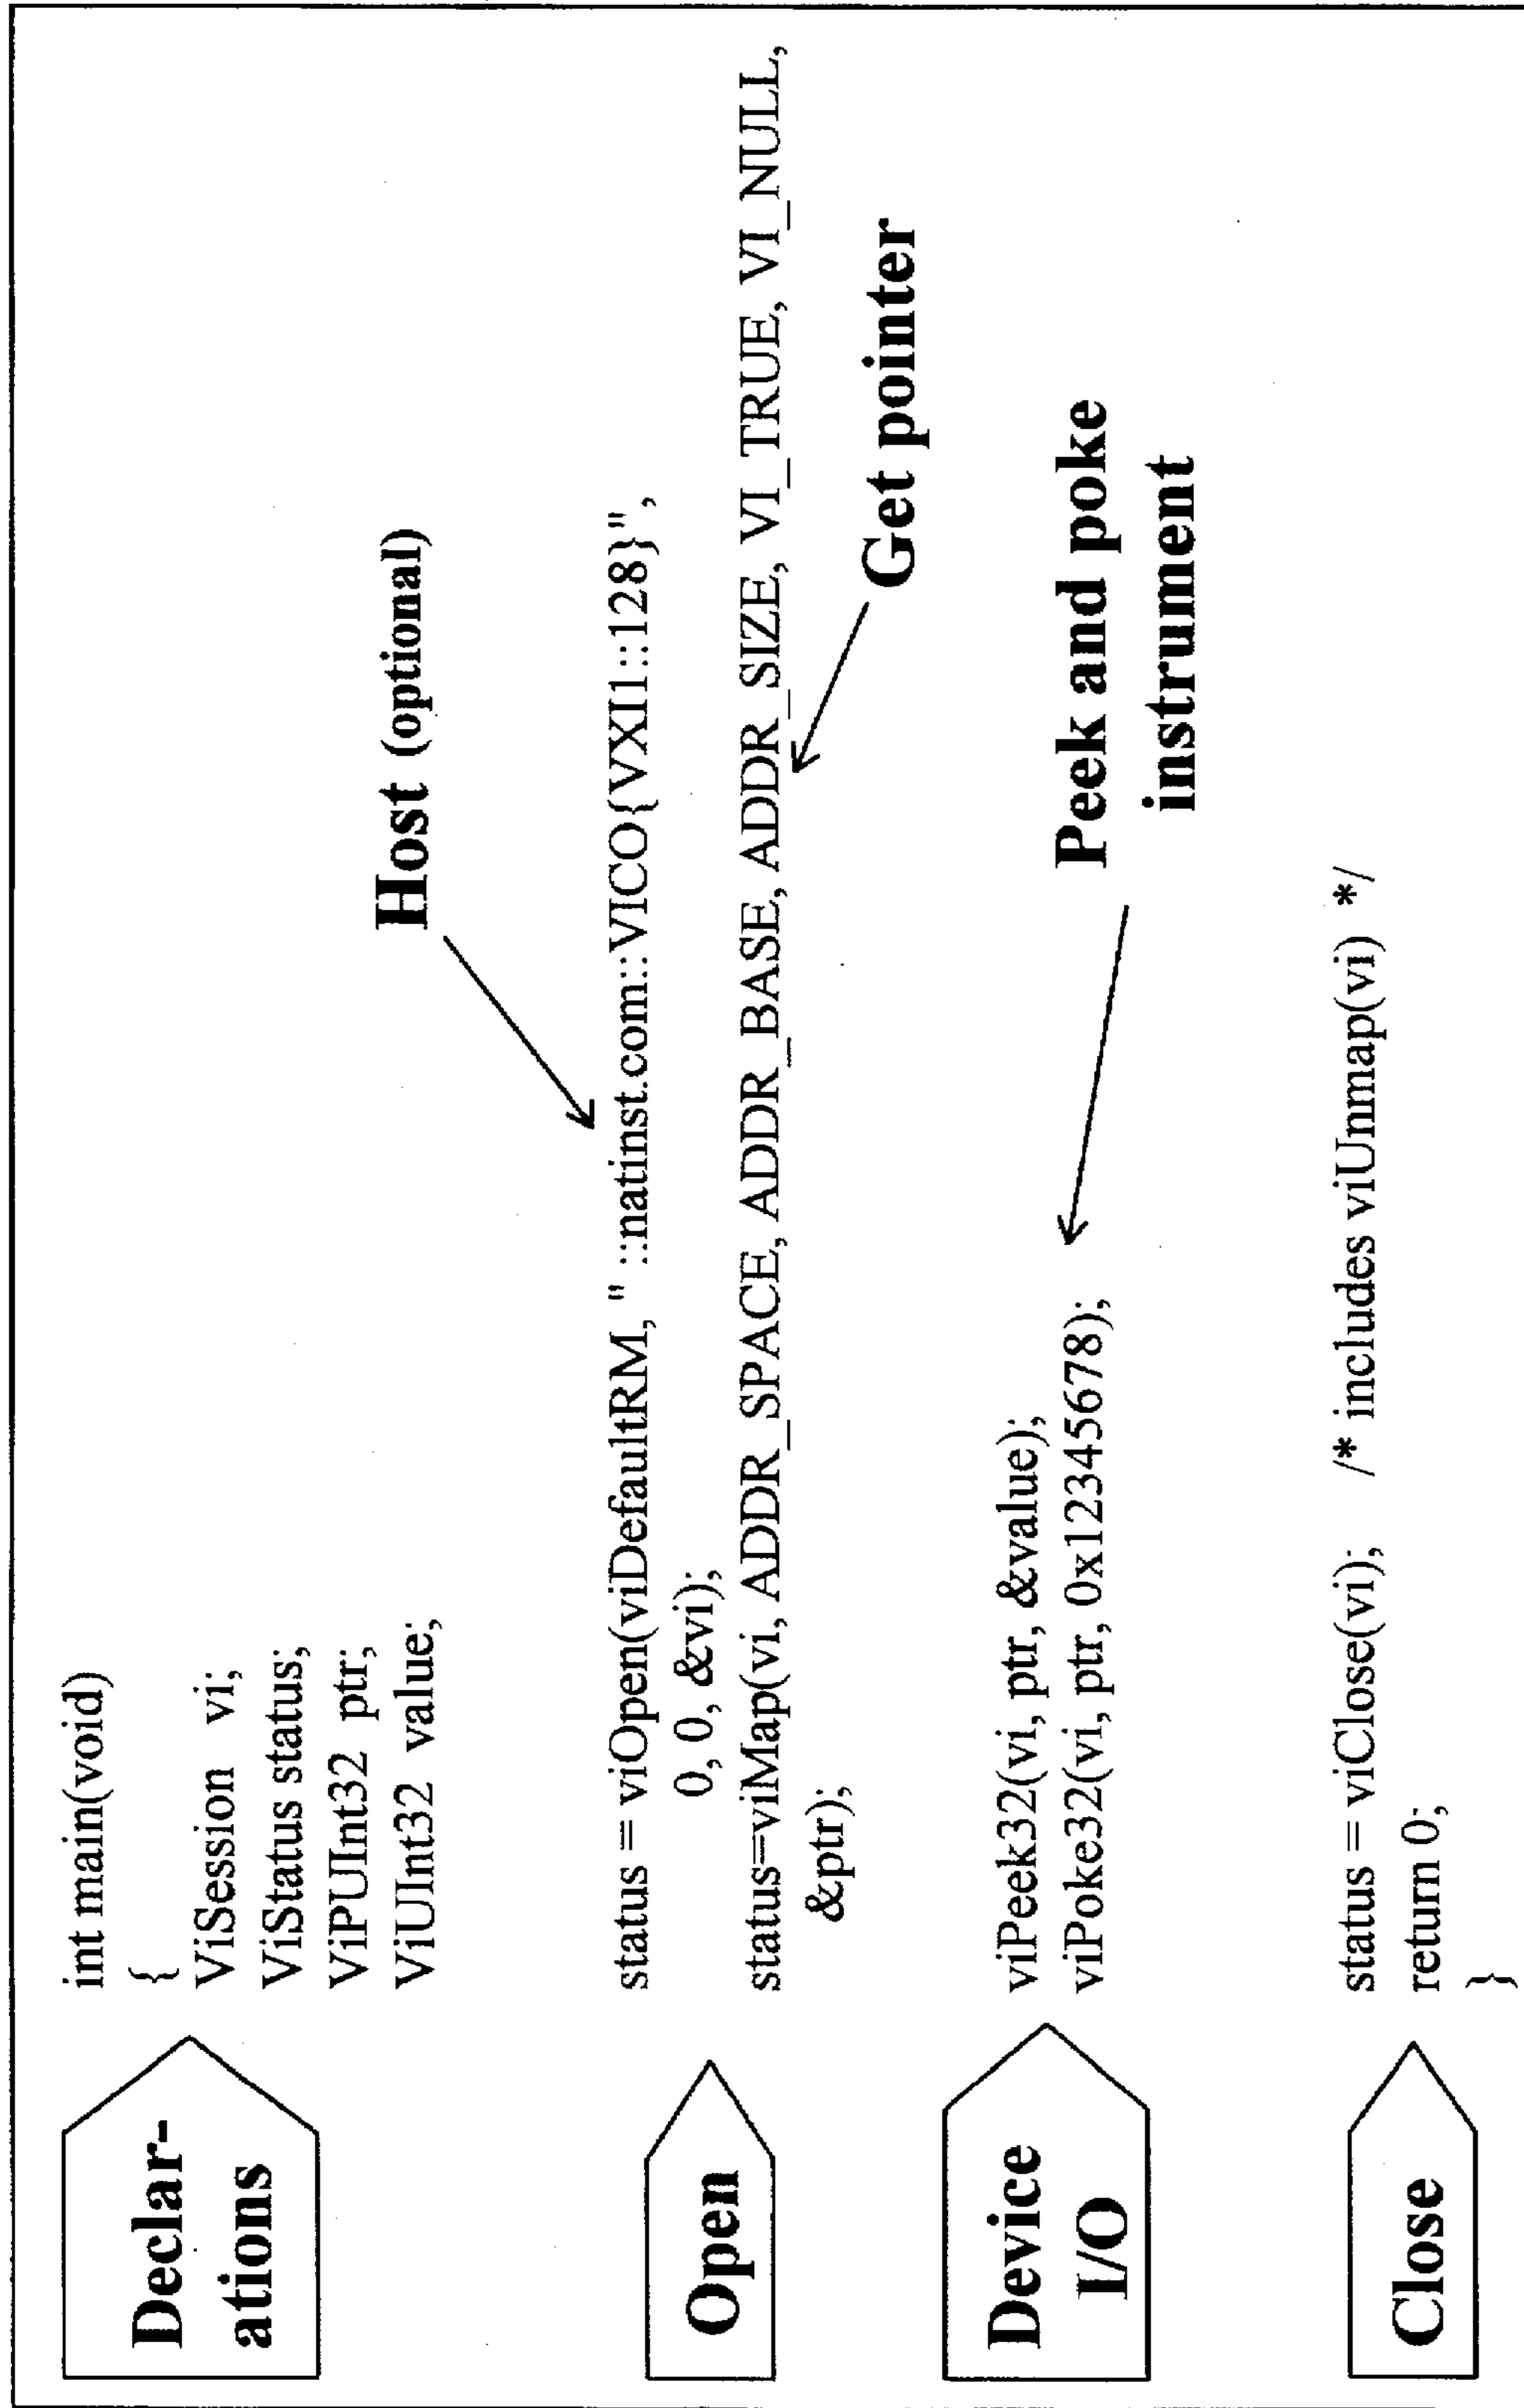 Declar-
ations
int main(void)
{
ViSession vi;
ViStatus status;
ViPUInt32 ptr;
ViUInt32 value;
Host (optional)
Open
status = viOpen(viDefaultRM, " ::natinst.com::VICO{VXI1::128}",
0, 0, &vi);
status=viMap(vi, ADDR_SPACE, ADDR_BASE, ADDR_SIZE, VI_TRUE, VI_NULL,
&ptr);
Get pointer
Device
I/O
viPeek32(vi, ptr, &value);
viPoke32(vi, ptr, 0x12345678);
Peek and poke
instrument
Close
status = viClose(vi); /* includes viUnmap(vi) */
return 0;
}